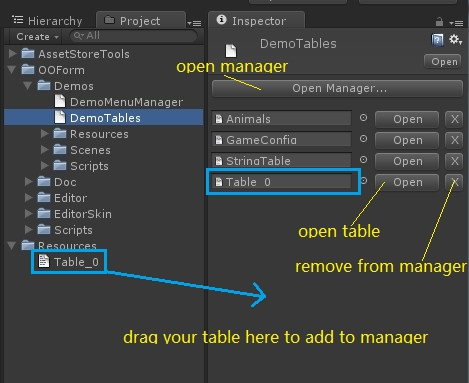 Hierarchy
Project
Create
All
AssetStoreTools
OOForm
Demos
DemoMenuManager
DemoTables
Resources
Scenes
Scripts
Doc
Editor
EditorSkin
Scripts
Resources
Table_0
Inspector
DemoTables
Open
open manager
Open Manager...
Animals Open X
GameConfig Open X
StringTable Open X
Table_0 Open X
open table
remove from manager
drag your table here to add to manager